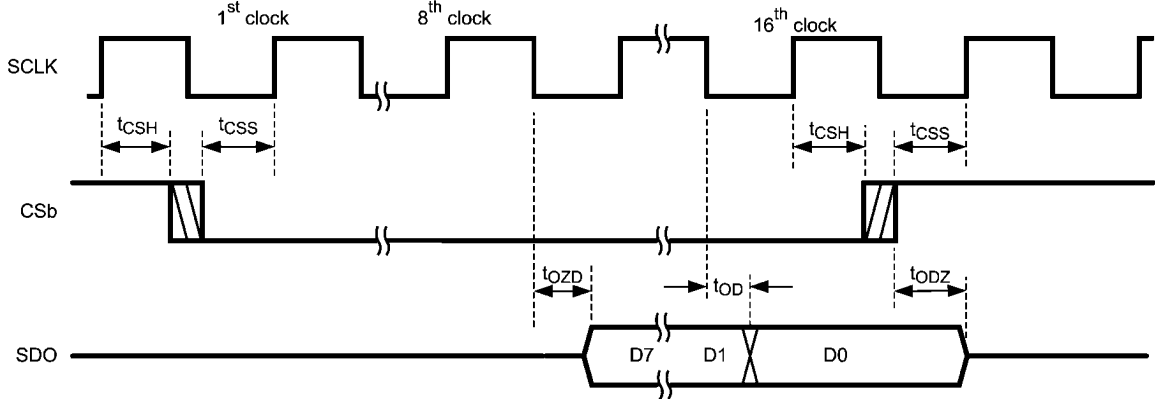 1st clock
8th clock
16th clock
SCLK
tCSH
tCSS
tCSH
tCSS
CSb
tOZD
tOD
tODZ
SDO
D7
D1
D0